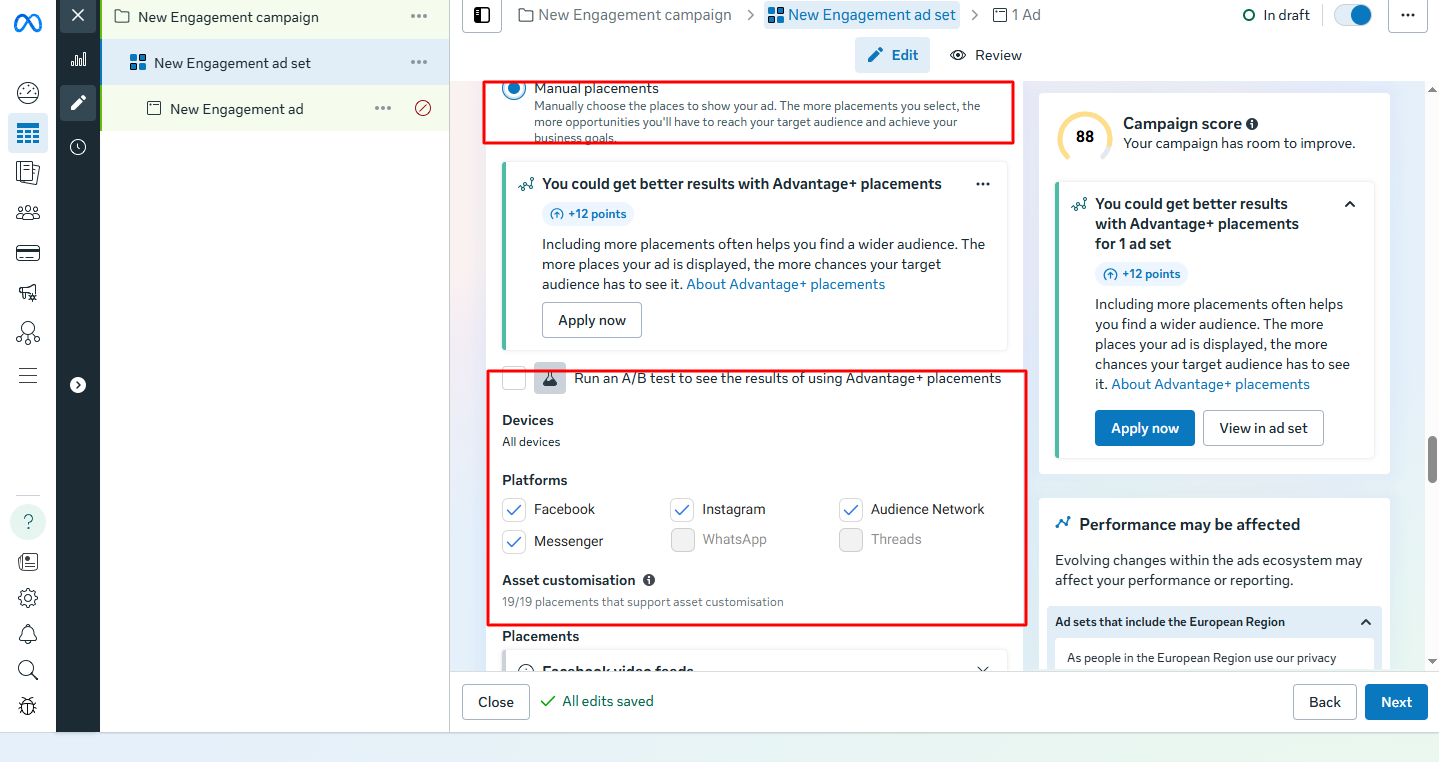 New Engagement campaign
New Engagement ad set
New Engagement ad
New Engagement campaign
New Engagement ad set
1 Ad
In draft
Edit
Review
Manual placements
Manually choose the places to show your ad. The more placements you select, the
more opportunities you'll have to reach your target audience and achieve your
business goals.
You could get better results with Advantage+ placements
+12 points
Including more placements often helps you find a wider audience. The
more places your ad is displayed, the more chances your target
audience has to see it. About Advantage+ placements
Apply now
Run an A/B test to see the results of using Advantage+ placements
Devices
All devices
Platforms
Facebook
Instagram
Audience Network
Messenger
WhatsApp
Threads
Asset customisation
19/19 placements that support asset customisation
Placements
Facebook video feeds
88
Campaign score
Your campaign has room to improve.
You could get better results
with Advantage+ placements
for 1 ad set
+12 points
Including more placements often helps
you find a wider audience. The more
places your ad is displayed, the more
chances your target audience has to see
it. About Advantage+ placements
Apply now
View in ad set
Performance may be affected
Evolving changes within the ads ecosystem may
affect your performance or reporting.
Ad sets that include the European Region
As people in the European Region use our privacy
Close
All edits saved
Back
Next